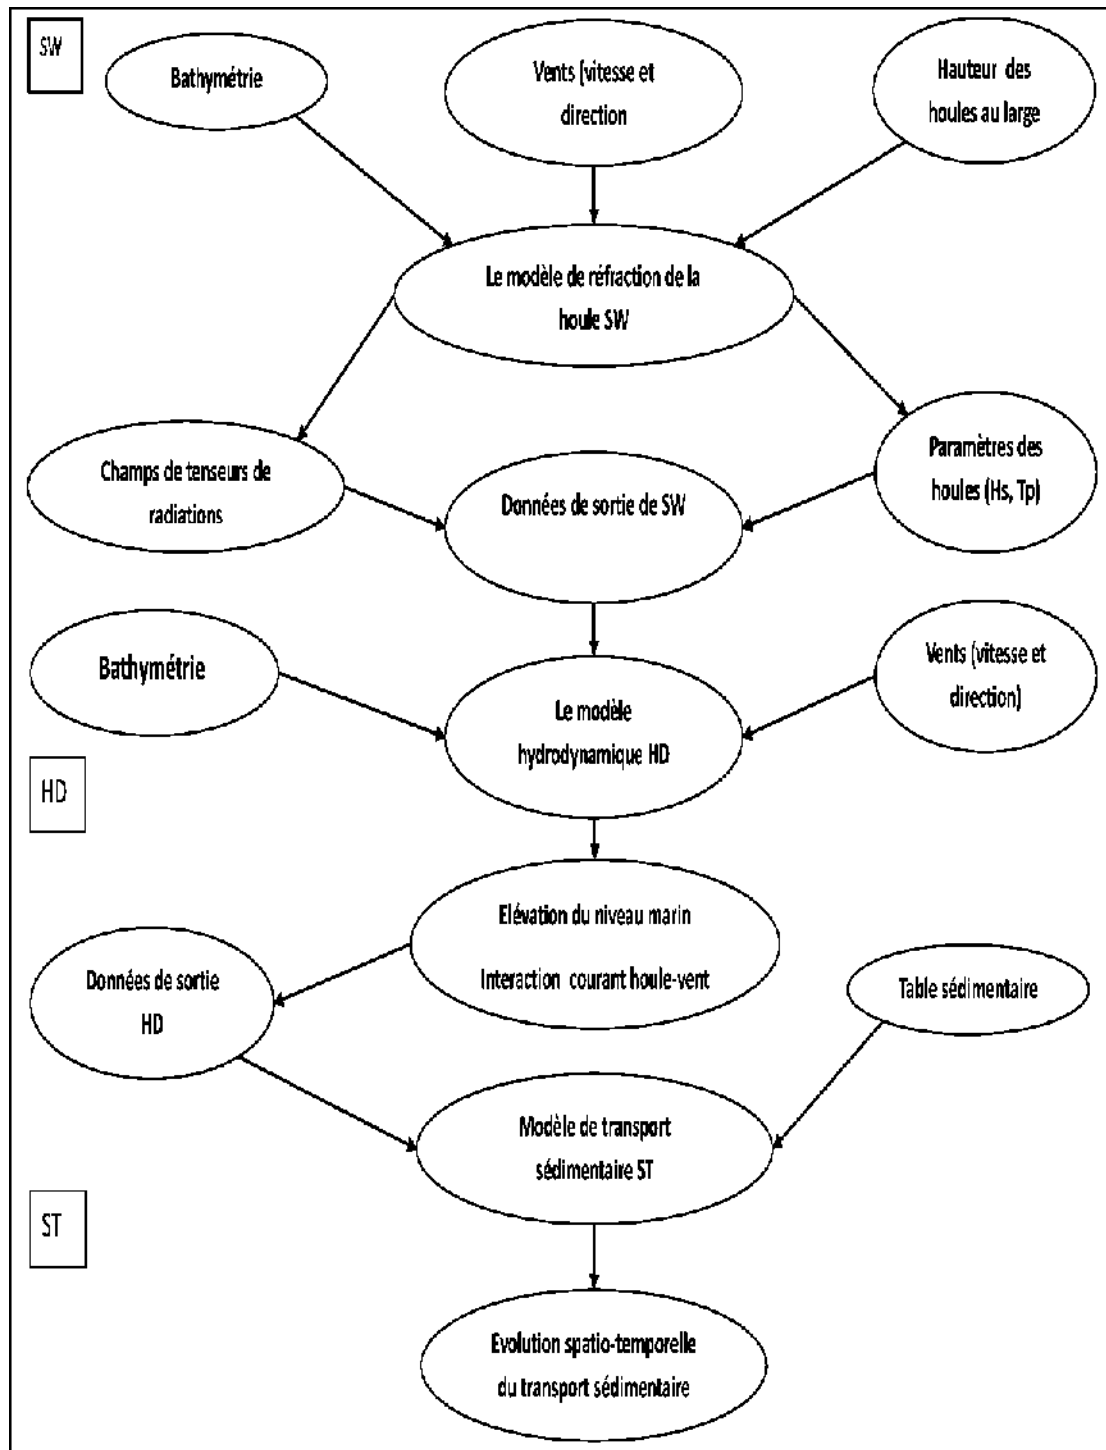 SW
Bathymétrie
Vents (vitesse et
direction
Hauteur des
houles au large
Le modèle de réfraction de la
houle SW
Champs de tenseurs de
radiations
Données de sortie de SW
Paramètres des
houles (Hs, Tp)
Bathymétrie
Le modèle
hydrodynamique HD
Vents (vitesse et
direction)
HD
Elévation du niveau marin
Interaction courant houle-vent
Données de sortie
HD
Table sédimentaire
Modèle de transport
sédimentaire ST
ST
Evolution spatio-temporelle
du transport sédimentaire